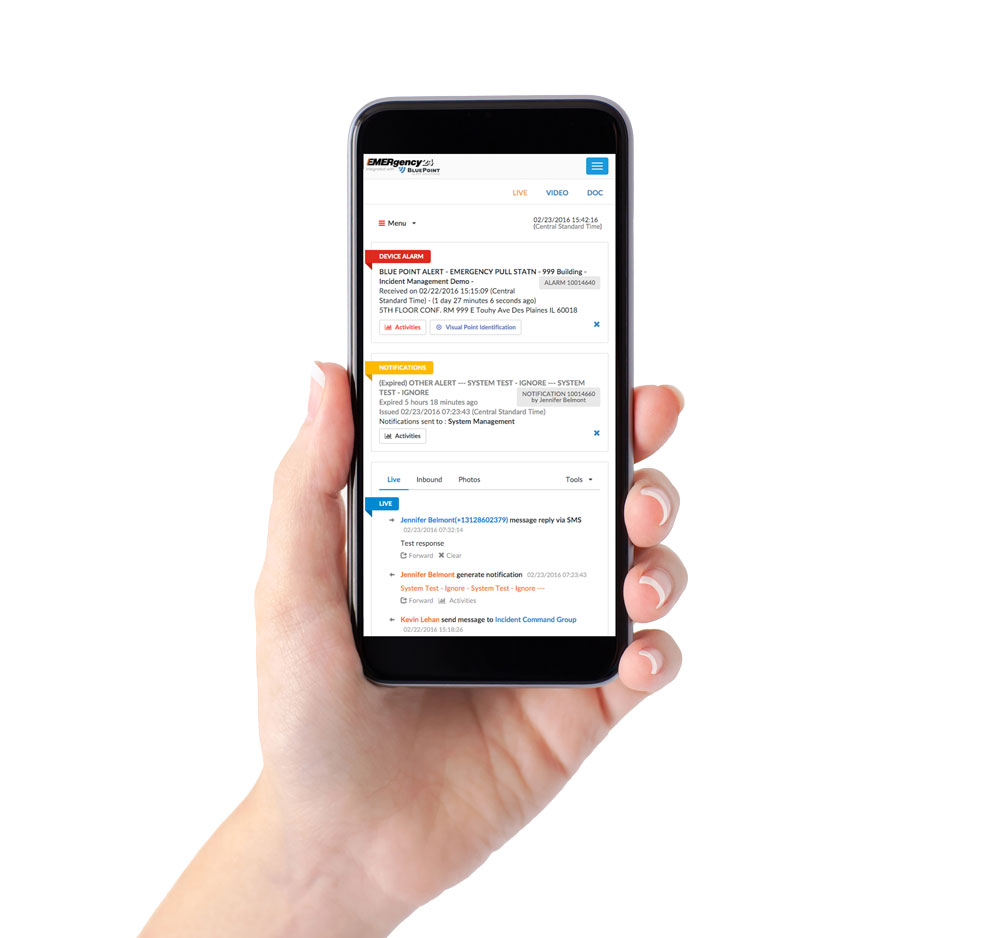 EMERgency24
BLUEPOINT
LIVE VIDEO DOC
Menu
02/23/2016 15:42:16
(Central Standard Time)
DEVICE ALARM
BLUE POINT ALERT - EMERGENCY PULL STATN - 999 Building -
Incident Management Demo -
ALARM 10014640
Received on 02/22/2016 15:15:09 (Central
Standard Time) - (1 day 27 minutes 6 seconds ago)
5TH FLOOR CONF. RM 999 E Touhy Ave Des Plaines IL 60018
Activities Visual Point Identification
NOTIFICATIONS
(Expired) OTHER ALERT --- SYSTEM TEST - IGNORE --- SYSTEM
TEST - IGNORE
NOTIFICATION 10014660
by Jennifer Belmont
Expired 5 hours 18 minutes ago
Issued 02/23/2016 07:23:43 (Central Standard Time)
Notifications sent to : System Management
Activities
Live Inbound Photos Tools
LIVE
Jennifer Belmont(+13128602379) message reply via SMS
02/23/2016 07:32:14
Test response
Forward Clear
Jennifer Belmont generate notification 02/23/2016 07:23:43
System Test - Ignore - System Test - Ignore ---
Forward Activities
Kevin Lehan send message to Incident Command Group
02/22/2016 15:18:26